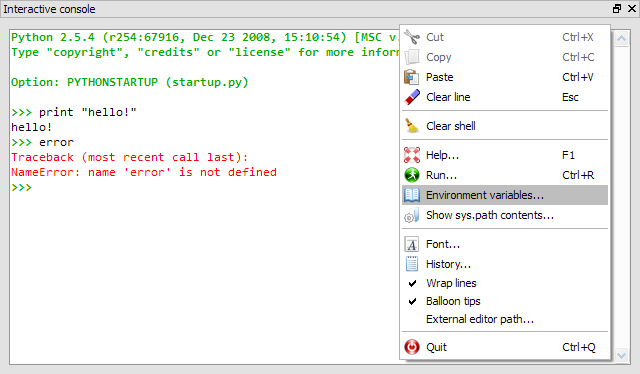 Interactive console
Python 2.5.4 (r254:67916, Dec 23 2008, 15:10:54) [MSC v.
Type "copyright", "credits" or "license" for more infor
Option: PYTHONSTARTUP (startup.py)
>>> print "hello!"
hello!
>>> error
Traceback (most recent call last):
NameError: name 'error' is not defined
>>>
Cut Ctrl+X
Copy Ctrl+C
Paste Ctrl+V
Clear line Esc
Clear shell
Help... F1
Run... Ctrl+R
Environment variables...
Show sys.path contents...
Font...
History...
Wrap lines
Balloon tips
External editor path...
Quit Ctrl+Q